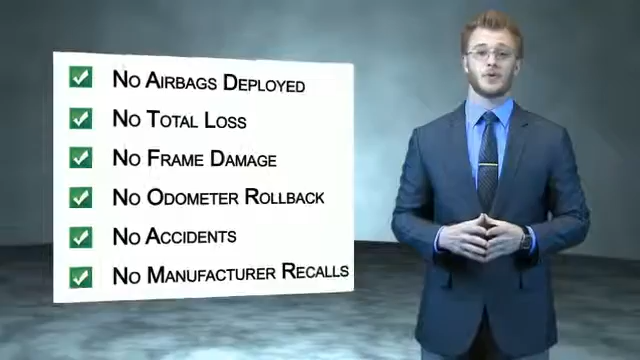 No Airbags Deployed
No Total Loss
No Frame Damage
No Odometer Rollback
No Accidents
No Manufacturer Recalls